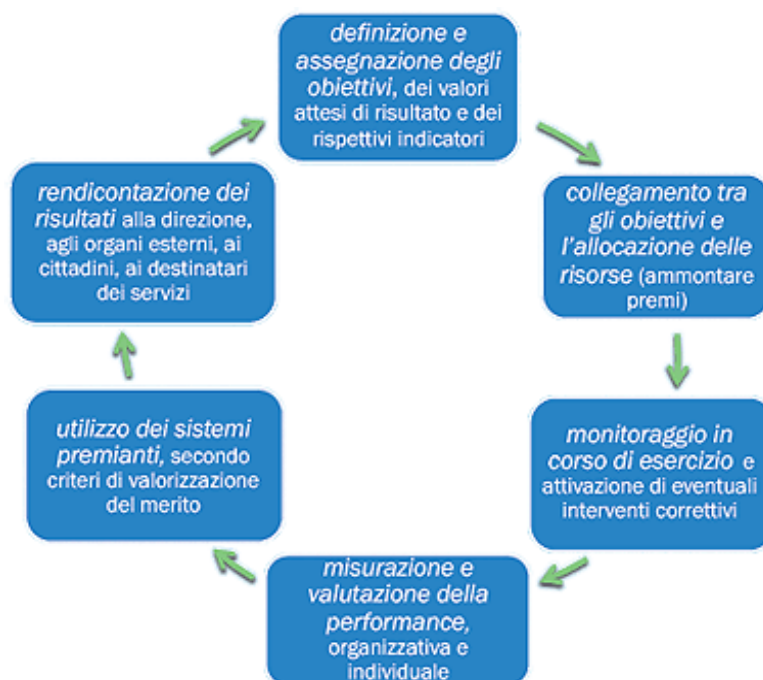 definizione e
assegnazione degli
obiettivi, dei valori
attesi di risultato e dei
rispettivi indicatori
collegamento tra
gli obiettivi e
l'allocazione delle
risorse (ammontare
premi)
monitoraggio in
corso di esercizio e
attivazione di eventuali
interventi correttivi
misurazione e
valutazione della
performance,
organizzativa e
individuale
utilizzo dei sistemi
premianti, secondo
criteri di valorizzazione
del merito
rendicontazione dei
risultati alla direzione,
agli organi esterni, ai
cittadini, ai destinatari
dei servizi